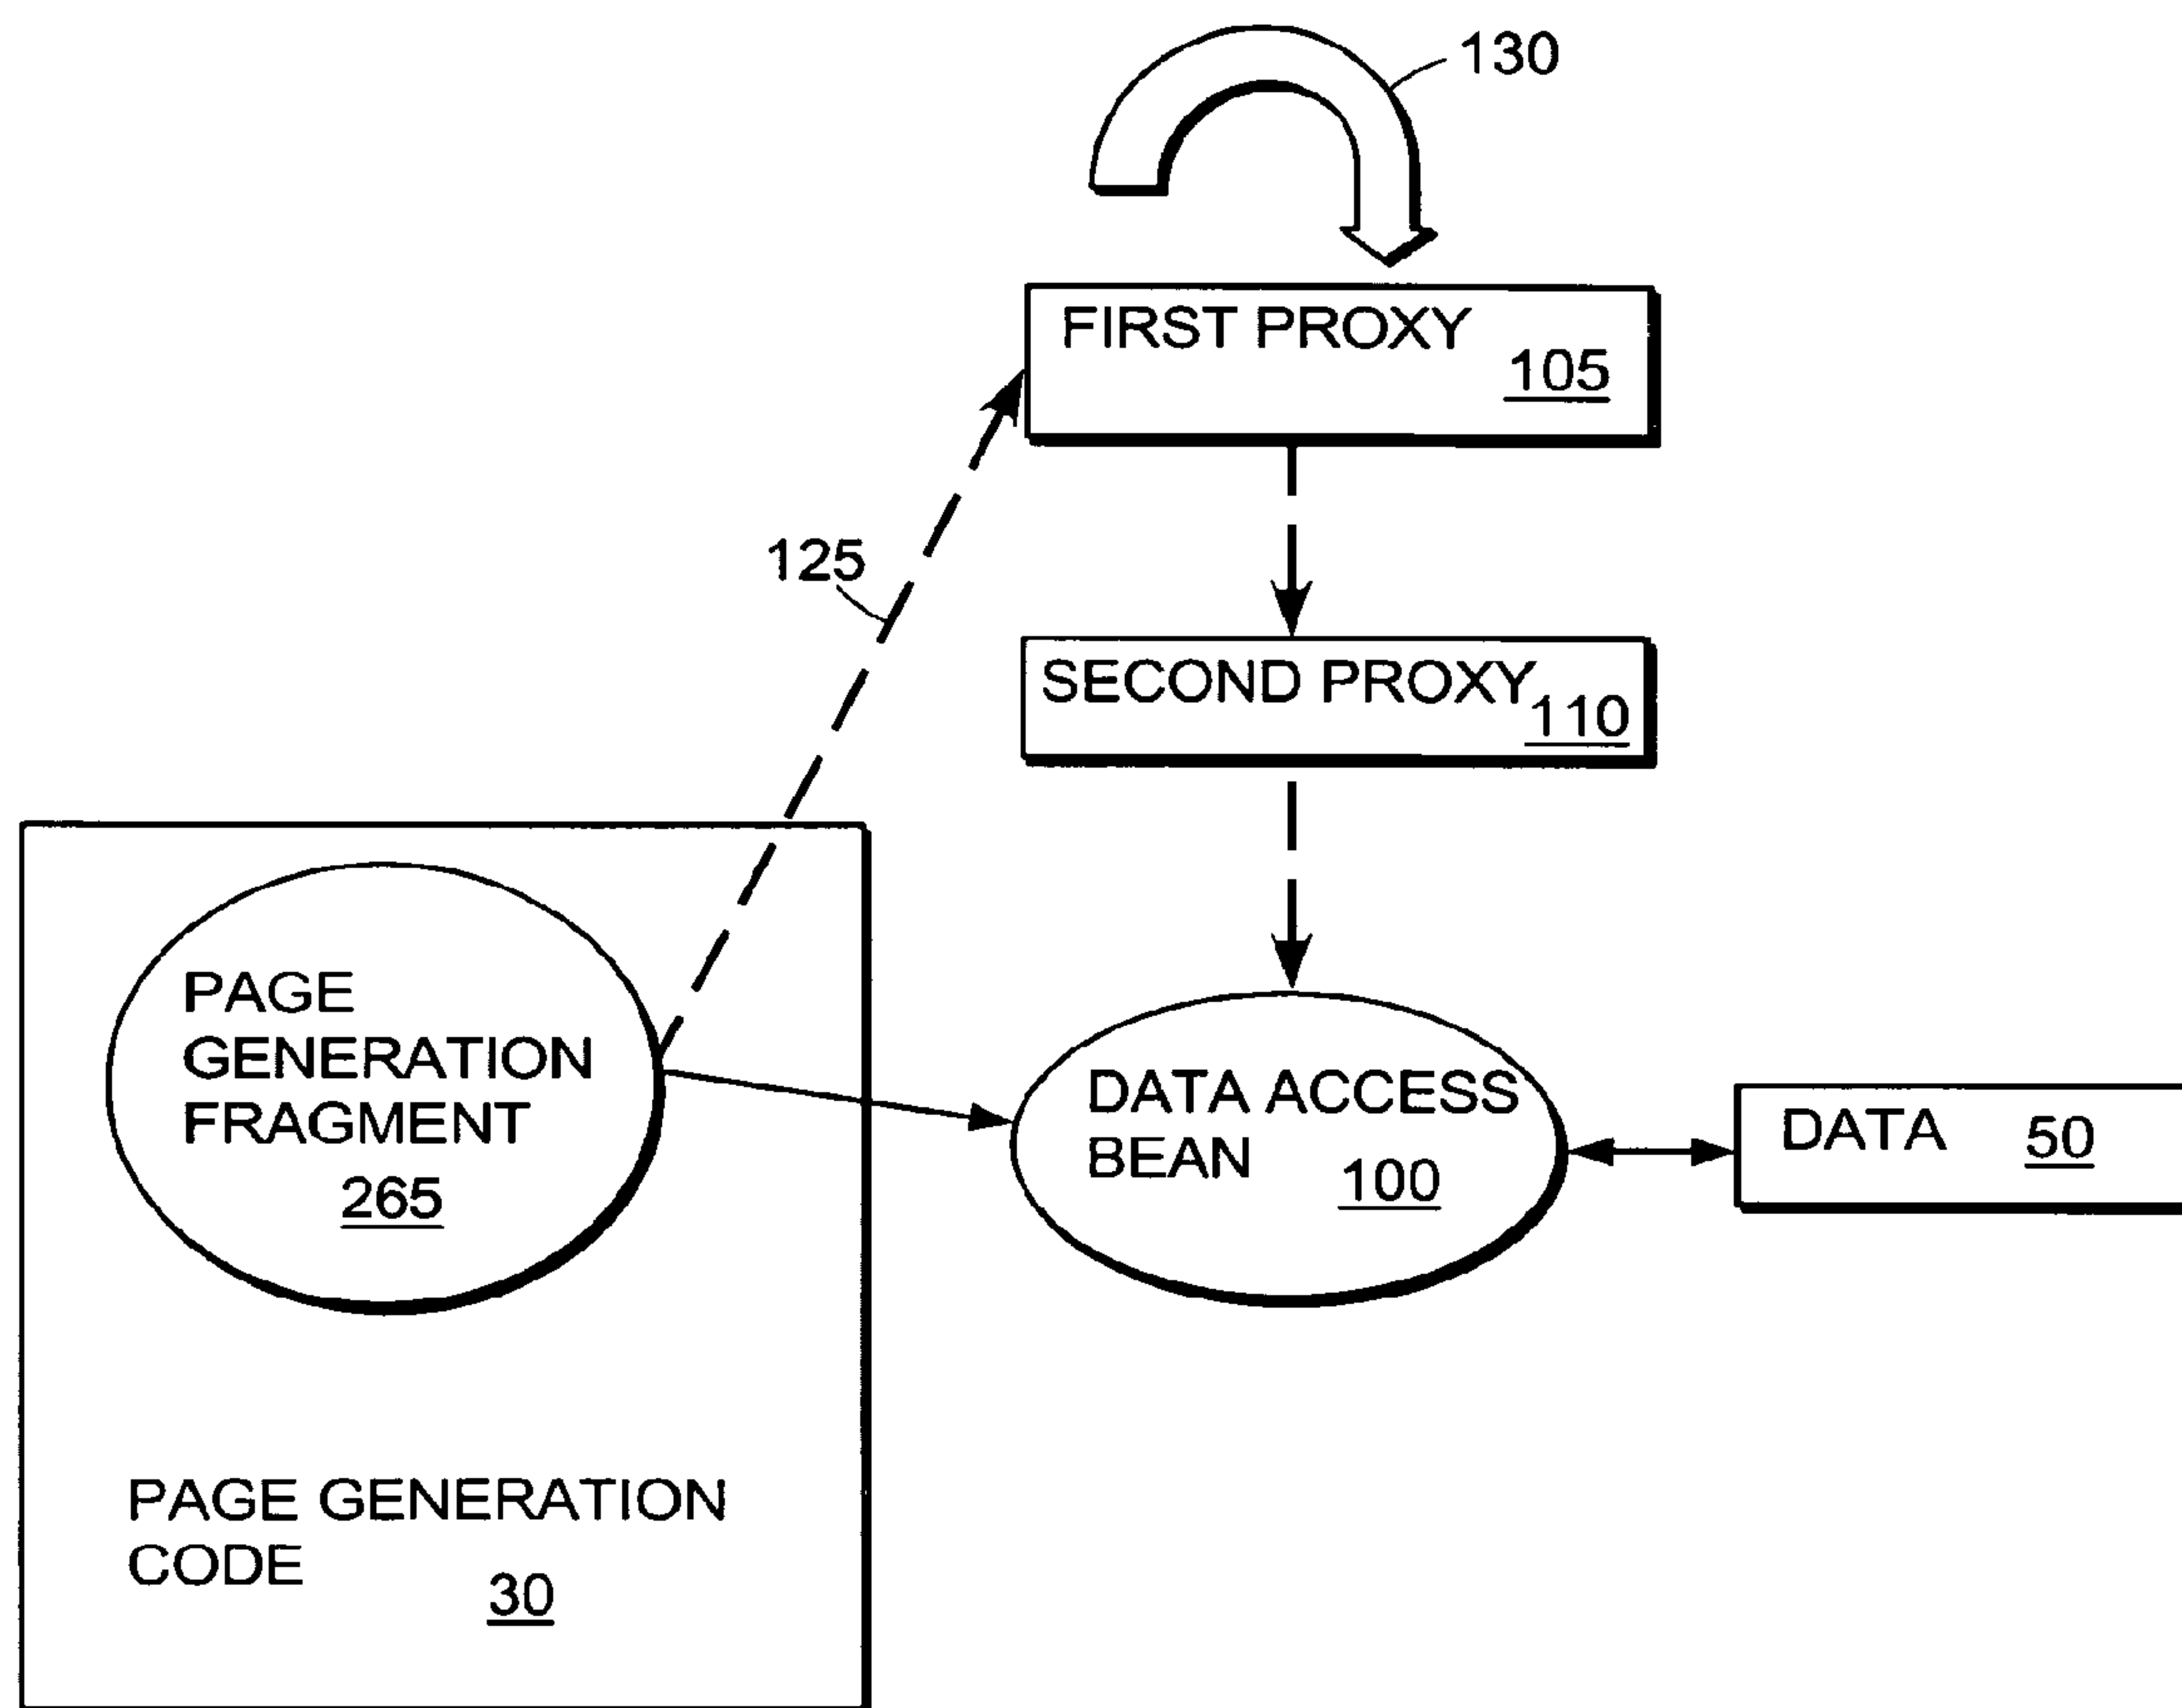 130
FIRST PROXY
105
125
SECOND PROXY
110
PAGE
GENERATION
FRAGMENT
265
DATA ACCESS
BEAN
100
DATA 50
PAGE GENERATION
CODE
30